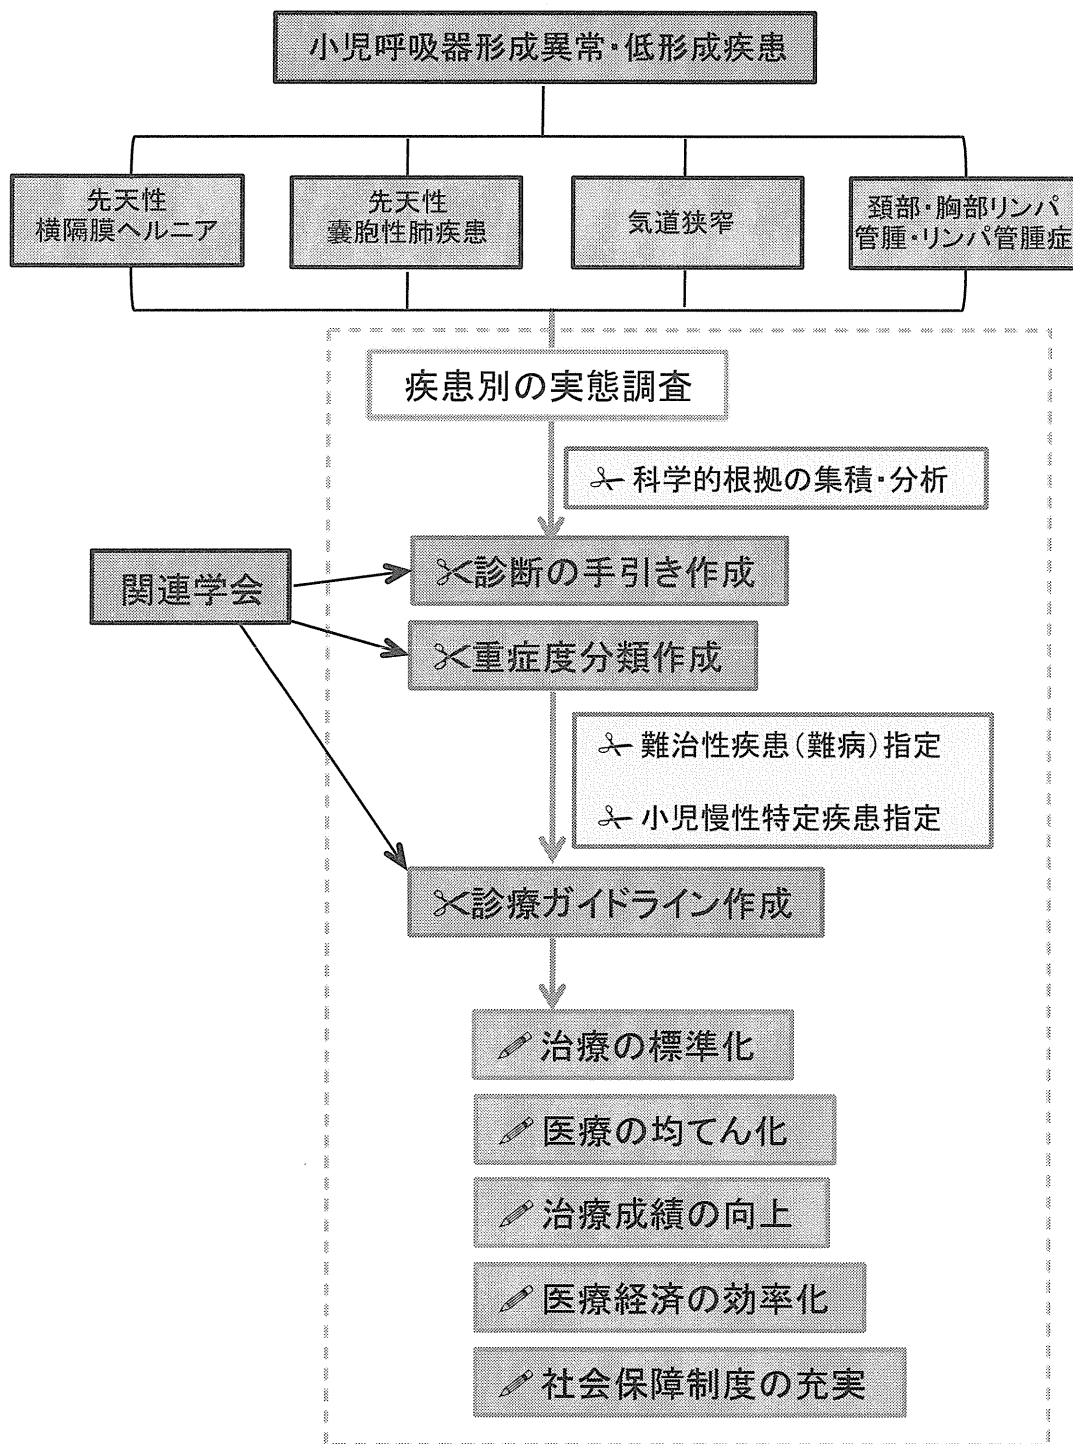 小児呼吸器形成異常・低形成疾患
先天性
横隔膜ヘルニア
先天性
嚢胞性肺疾患
気道狭窄
頚部・胸部リンパ
管腫・リンパ管腫症
疾患別の実態調査
科学的根拠の集積・分析
関連学会
診断の手引き作成
重症度分類作成
難治性疾患(難病)指定
小児慢性特定疾患指定
診療ガイドライン作成
治療の標準化
医療の均てん化
治療成績の向上
医療経済の効率化
社会保障制度の充実